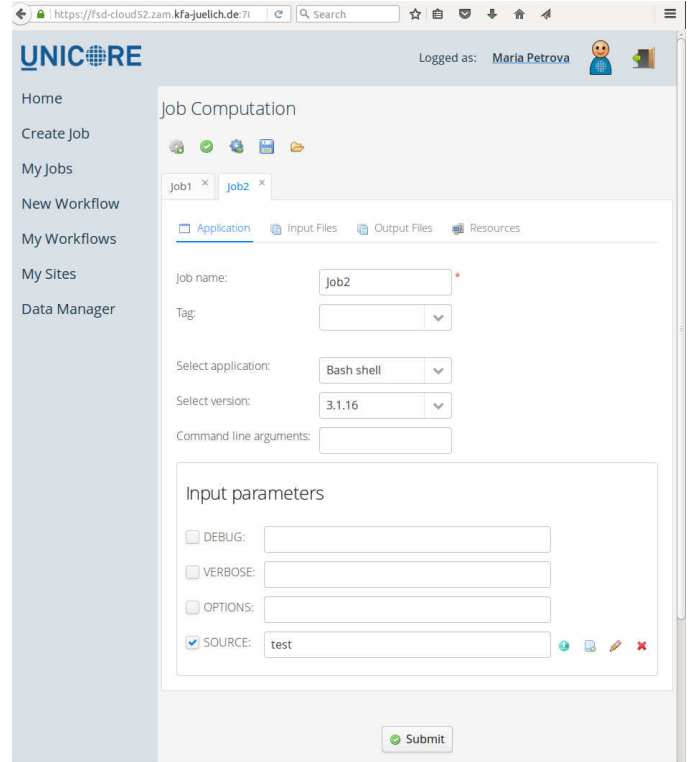 https://fsd-cloud52.zam.kfa-juelich.de:7
Search
UNICORE
Logged as: Maria Petrova
Home
Create Job
My Jobs
New Workflow
My Workflows
My Sites
Data Manager
Job Computation
Job1
Job2
Application
Input Files
Output Files
Resources
Job name: Job2 *
Tag:
Select application: Bash shell
Select version: 3.1.16
Command line arguments:
Input parameters
DEBUG:
VERBOSE:
OPTIONS:
SOURCE: test
Submit